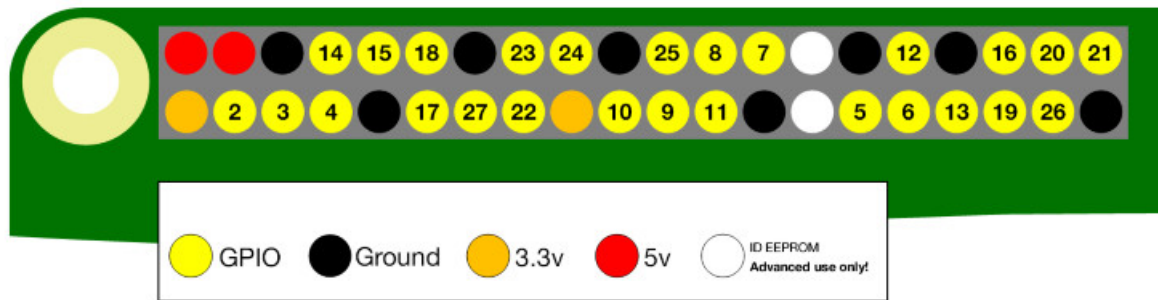 14 15 18 23 24 25 8 7 12 16 20 21
2 3 4 17 27 22 10 9 11 5 6 13 19 26
GPIO Ground 3.3v 5v ID EEPROM
Advanced use only!